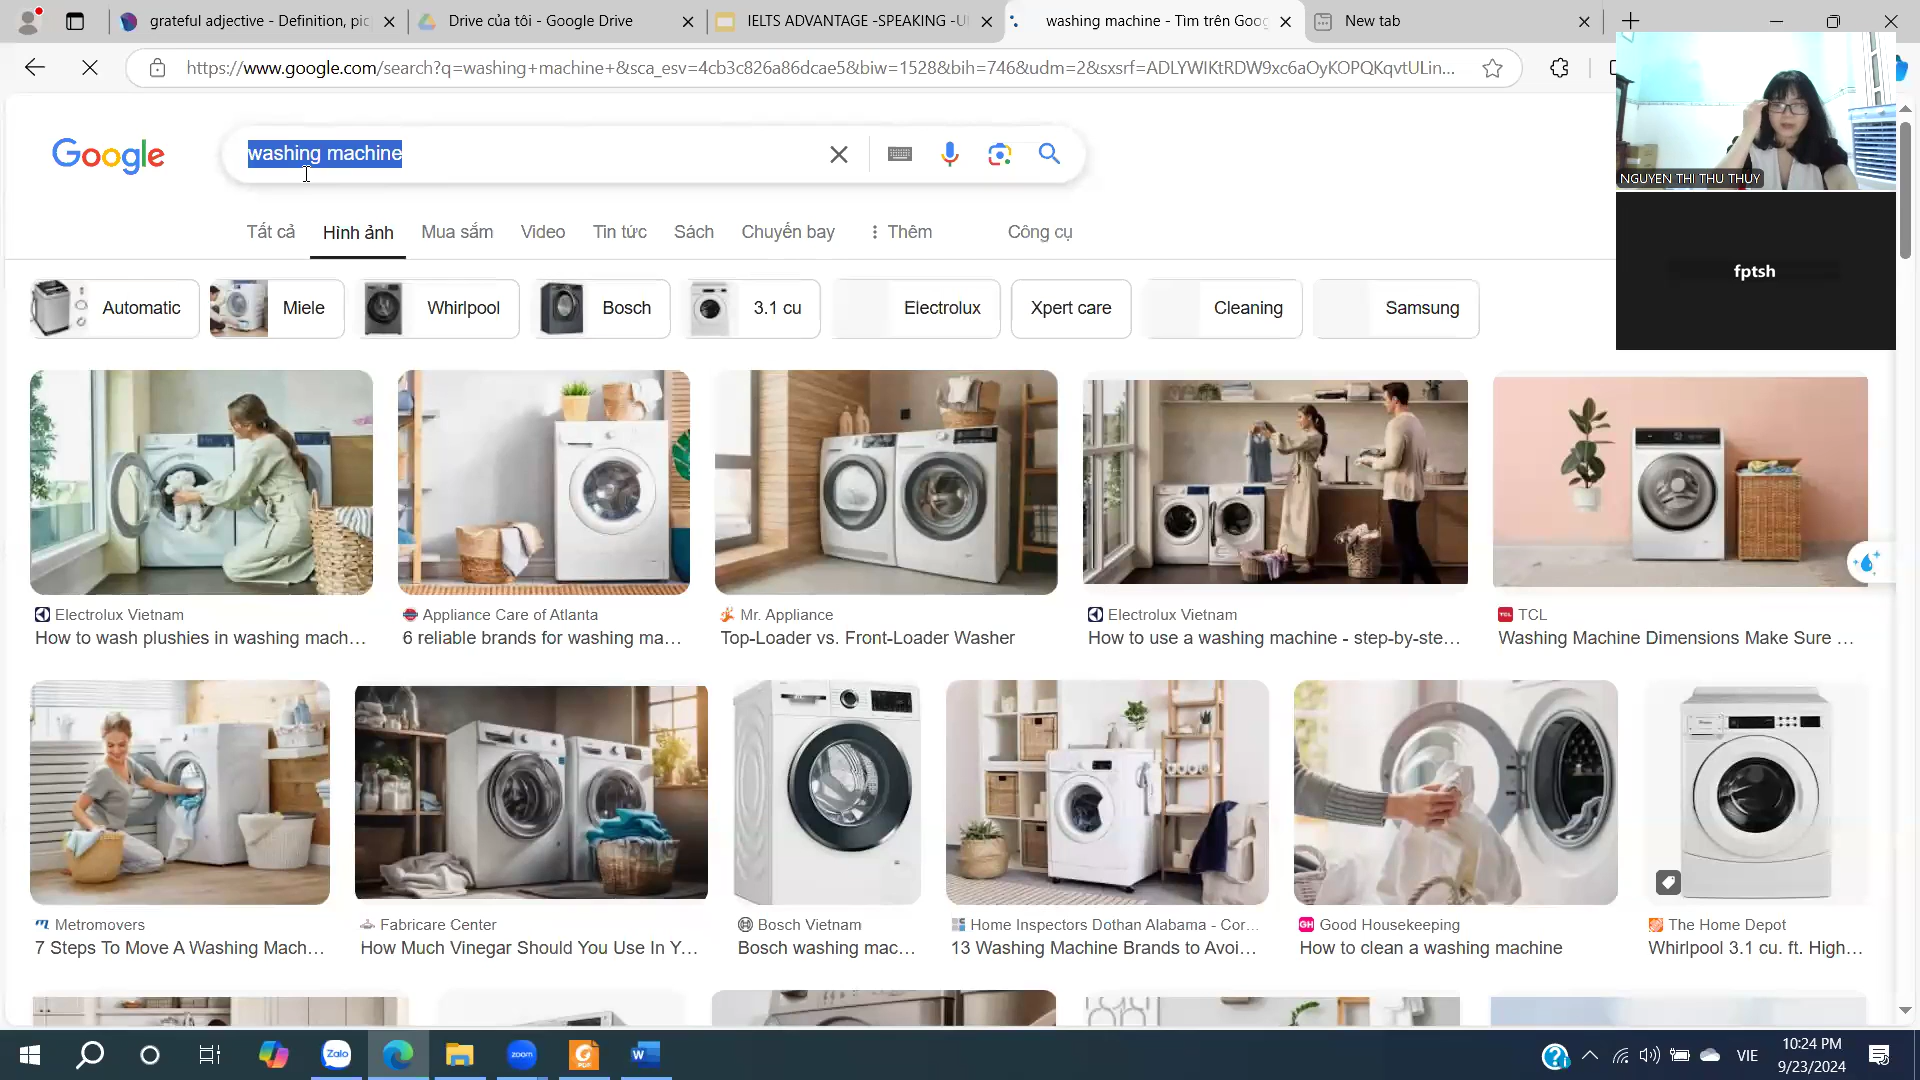 grateful adjective - Definition, pic
Drive của tôi - Google Drive
IELTS ADVANTAGE -SPEAKING -U
washing machine - Tìm trên Goog
New tab
https://www.google.com/search?q=washing+machine+&sca_esv=4cb3c826a86dcae5&biw=1528&bih=746&udm=2&sxsrf=ADLYWIKtRDW9xc6aOyKOPQKqvtULin...
Google
washing machine
NGUYEN THI THU THUY
fptsh
Tất cả
Hình ảnh
Mua sắm
Video
Tin tức
Sách
Chuyến bay
Thêm
Công cụ
Automatic
Miele
Whirlpool
Bosch
3.1 cu
Electrolux
Xpert care
Cleaning
Samsung
Electrolux Vietnam
How to wash plushies in washing mach...
Appliance Care of Atlanta
6 reliable brands for washing ma...
Mr. Appliance
Top-Loader vs. Front-Loader Washer
Electrolux Vietnam
How to use a washing machine - step-by-ste...
TCL
Washing Machine Dimensions Make Sure ...
Metromovers
7 Steps To Move A Washing Mach...
Fabricare Center
How Much Vinegar Should You Use In Y...
Bosch Vietnam
Bosch washing mac...
Home Inspectors Dothan Alabama - Cor...
13 Washing Machine Brands to Avoi...
GH Good Housekeeping
How to clean a washing machine
The Home Depot
Whirlpool 3.1 cu. ft. High...
Zalo
zoom
PDF
W
VIE
10:24 PM
9/23/2024